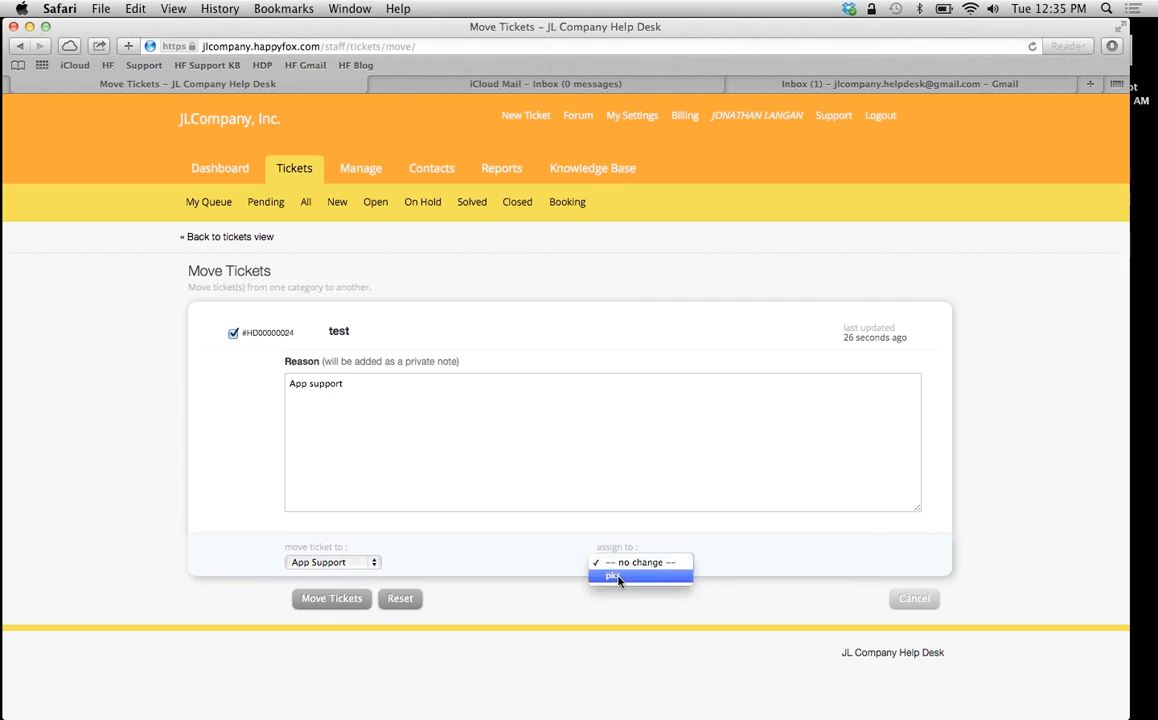 Safari File Edit View History Bookmarks Window Help Tue 12:35 PM
Move Tickets – JL Company Help Desk
https jlcompany.happyfox.com/staff/tickets/move/ Reader
iCloud HF Support HF Support KB HDP HF Gmail HF Blog
Move Tickets – JL Company Help Desk iCloud Mail – Inbox (0 messages) Inbox (1) – jlcompany.helpdesk@gmail.com – Gmail
AM
JLCompany, Inc. New Ticket Forum My Settings Billing JONATHAN LANGAN Support Logout
Dashboard Tickets Manage Contacts Reports Knowledge Base
My Queue Pending All New Open On Hold Solved Closed Booking
« Back to tickets view
Move Tickets
Move ticket(s) from one category to another.
#HD00000024 test last updated
26 seconds ago
Reason (will be added as a private note)
App support
move ticket to : assign to :
App Support ✓ -- no change --
Move Tickets Reset Cancel
JL Company Help Desk